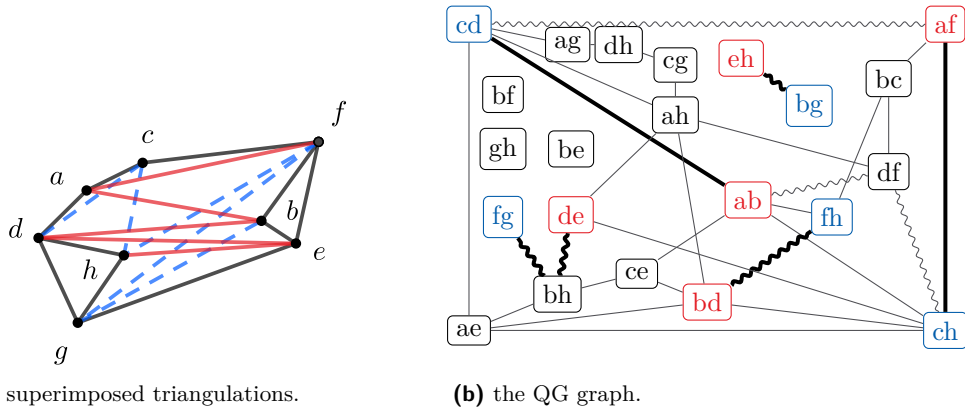 f
c
a
d
b
h
e
g
cd
af
ag
dh
eh
cg
bc
bf
bg
ah
gh
be
df
fg
de
ab
fh
ce
bh
bd
ae
ch
superimposed triangulations.
(b) the QG graph.